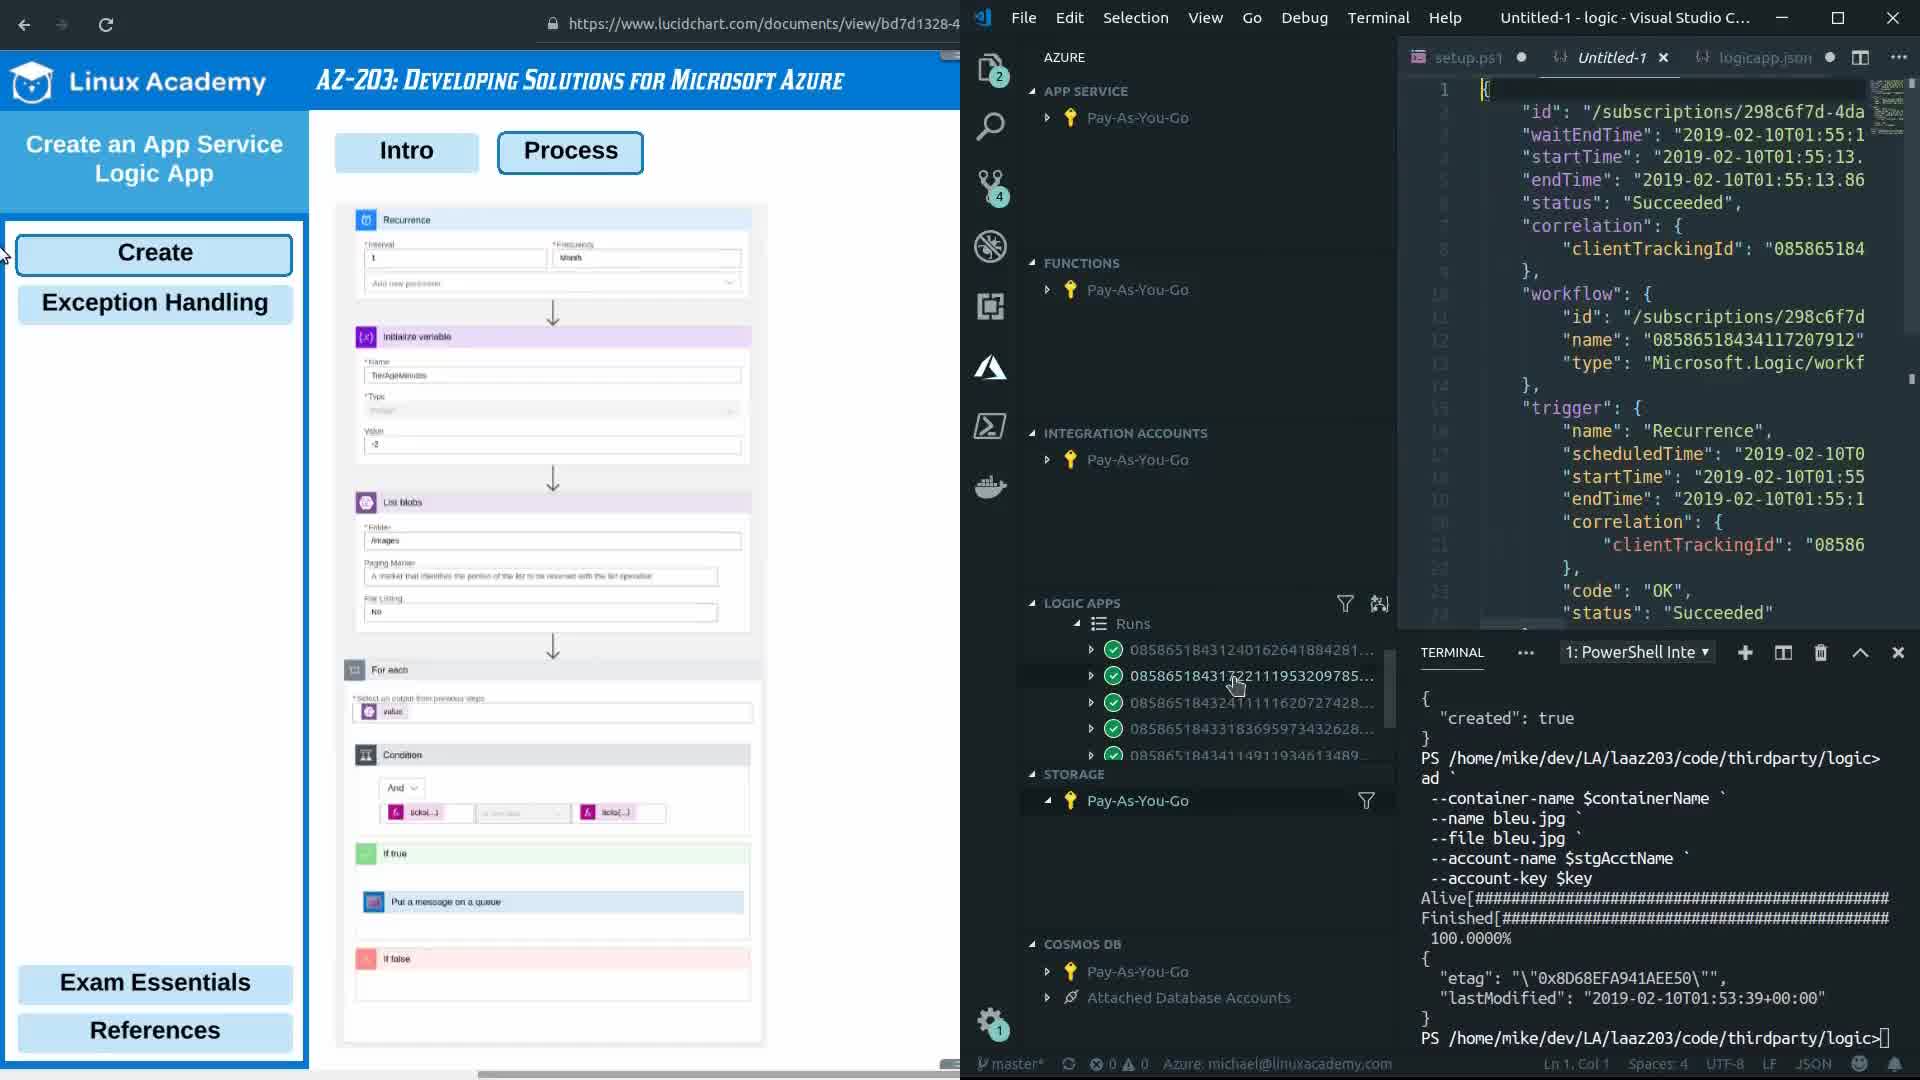 https://www.lucidchart.com/documents/view/bd7d1328-4
Linux Academy
AZ-203: Developing Solutions for Microsoft Azure
Create an App Service
Logic App
Create
Exception Handling
Exam Essentials
References
Intro
Process
Recurrence
*Interval
*Frequency
1
Month
Add new parameter
Initialize variable
*Name
TierAgeMinutes
*Type
Value
-2
List blobs
*Folder
/images
Paging Marker
A marker that identifies the portion of the list to be returned with the list operation
Flat Listing
No
For each
*Select an output from previous steps
value
Condition
And
ticks(...)
ticks(...)
If true
Put a message on a queue
If false
File Edit Selection View Go Debug Terminal Help
Untitled-1 - logic - Visual Studio C...
2
4
1
AZURE
APP SERVICE
Pay-As-You-Go
FUNCTIONS
Pay-As-You-Go
INTEGRATION ACCOUNTS
Pay-As-You-Go
LOGIC APPS
Runs
08586518431240162641884281...
08586518431722111953209785...
08586518432411111620727428...
08586518433183695973432628...
08586518434114911934613489...
STORAGE
Pay-As-You-Go
COSMOS DB
Pay-As-You-Go
Attached Database Accounts
setup.ps1
Untitled-1
logicapp.json
1 {
"id": "/subscriptions/298c6f7d-4da
"waitEndTime": "2019-02-10T01:55:1
"startTime": "2019-02-10T01:55:13.
"endTime": "2019-02-10T01:55:13.86
"status": "Succeeded",
"correlation": {
"clientTrackingId": "085865184
},
"workflow": {
"id": "/subscriptions/298c6f7d
"name": "08586518434117207912"
"type": "Microsoft.Logic/workf
},
"trigger": {
"name": "Recurrence",
"scheduledTime": "2019-02-10T0
"startTime": "2019-02-10T01:55
"endTime": "2019-02-10T01:55:1
"correlation": {
"clientTrackingId": "08586
},
"code": "OK",
"status": "Succeeded"
TERMINAL
1: PowerShell Inte
{
"created": true
}
PS /home/mike/dev/LA/laaz203/code/thirdparty/logic>
ad `
--container-name $containerName `
--name bleu.jpg `
--file bleu.jpg `
--account-name $stgAcctName `
--account-key $key
Alive[#########################################
Finished[######################################
100.0000%
{
"etag": "\"0x8D68EFA941AEE50\"",
"lastModified": "2019-02-10T01:53:39+00:00"
}
PS /home/mike/dev/LA/laaz203/code/thirdparty/logic>
master*
0
0
Azure: michael@linuxacademy.com
Ln 1, Col 1
Spaces: 4
UTF-8
LF
JSON